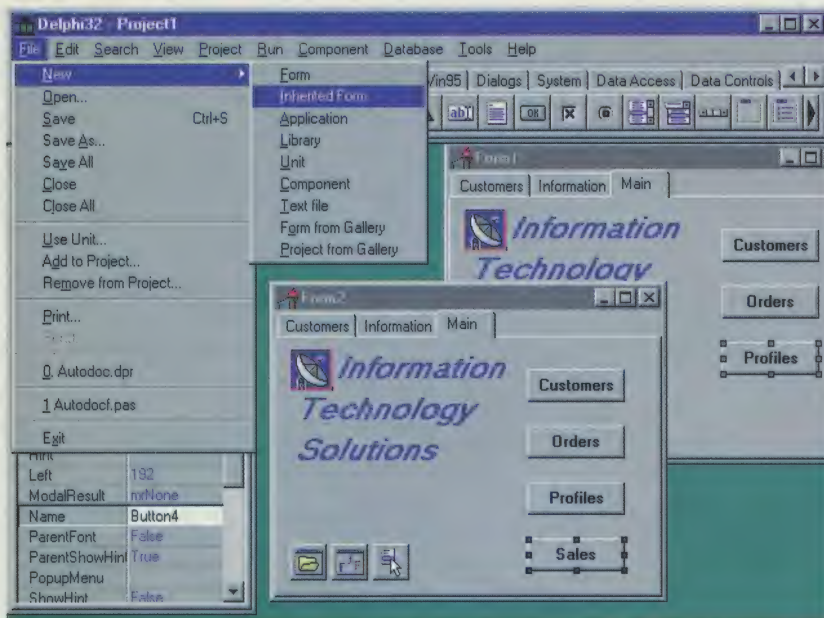 Delphi32 - Project1
File Edit Search View Project Run Component Database Tools Help
New
Open...
Save Ctrl+S
Save As...
Save All
Close
Close All
Use Unit...
Add to Project...
Remove from Project...
Print...
0. Autodoc.dpr
1 Autodocf.pas
Exit
Form
Inherited Form
Application
Library
Unit
Component
Text file
Form from Gallery
Project from Gallery
Win95 Dialogs System Data Access Data Controls
abI OK
Form1
Customers Information Main
Information
Technology
Customers
Orders
Profiles
Form2
Customers Information Main
Information
Technology
Solutions
Customers
Orders
Profiles
Sales
Hint
Left 192
ModalResult mrNone
Name Button4
ParentFont False
ParentShowHint True
PopupMenu
ShowHint False